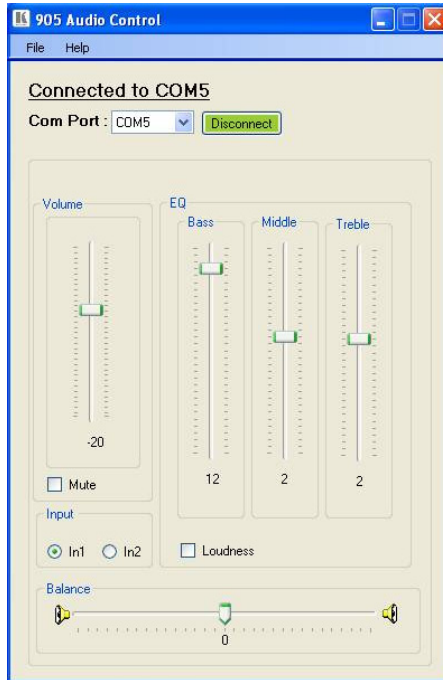 905 Audio Control
File Help
Connected to COM5
Com Port : COM5 Disconnect
Volume
EQ
Bass Middle Treble
-20
12 2 2
Mute
Input
In1 In2
Loudness
Balance
0